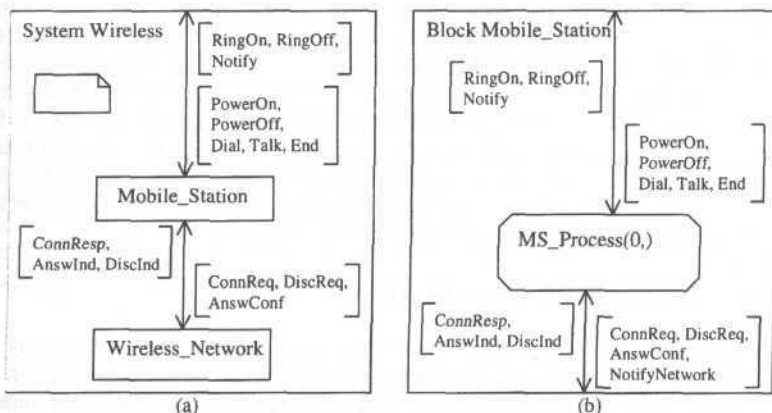 System Wireless
RingOn, RingOff,
Notify
PowerOn,
PowerOff,
Dial, Talk, End
Mobile_Station
ConnResp,
AnswInd, DiscInd
ConnReq, DiscReq,
AnswConf
Wireless_Network
(a)
Block Mobile_Station
RingOn, RingOff,
Notify
PowerOn,
PowerOff,
Dial, Talk, End
MS_Process(0,)
ConnResp,
AnswInd, DiscInd
ConnReq, DiscReq,
AnswConf,
NotifyNetwork
(b)